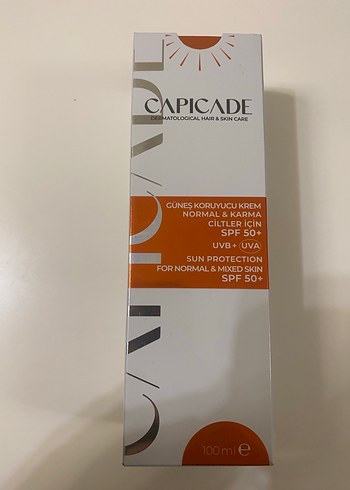 CAPICADE
CAPICADE
DERMATOLOGICAL HAIR & SKIN CARE
GÜNEŞ KORUYUCU KREM
NORMAL & KARMA
CİLTLER İÇİN
SPF 50+
UVB + UVA
SUN PROTECTION
FOR NORMAL & MIXED SKIN
SPF 50+
100 ml ℮